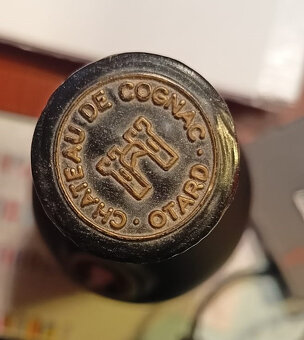 CHATEAU DE COGNAC · OTARD ·